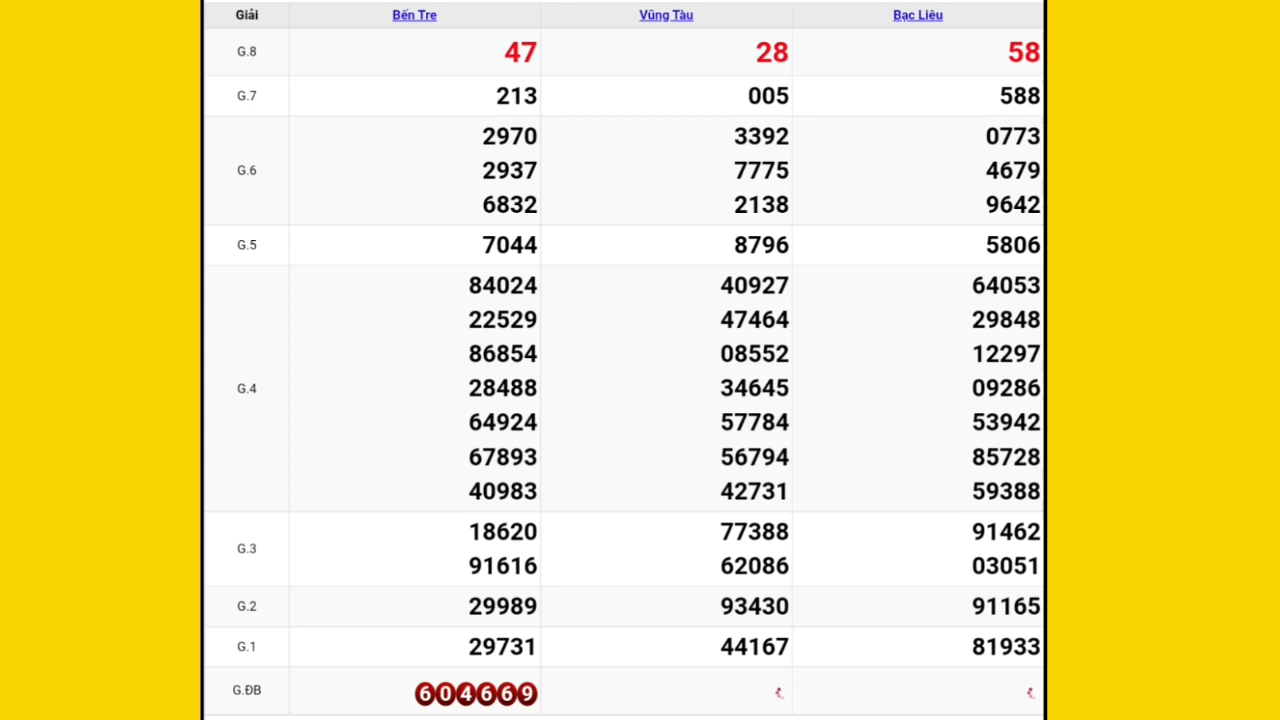 Giải Bến Tre Vũng Tàu Bạc Liêu
G.8 47 28 58
G.7 213 005 588
2970 3392 0773
G.6 2937 7775 4679
6832 2138 9642
G.5 7044 8796 5806
84024 40927 64053
22529 47464 29848
86854 08552 12297
G.4 28488 34645 09286
64924 57784 53942
67893 56794 85728
40983 42731 59388
G.3 18620 77388 91462
91616 62086 03051
G.2 29989 93430 91165
G.1 29731 44167 81933
G.ĐB 604669